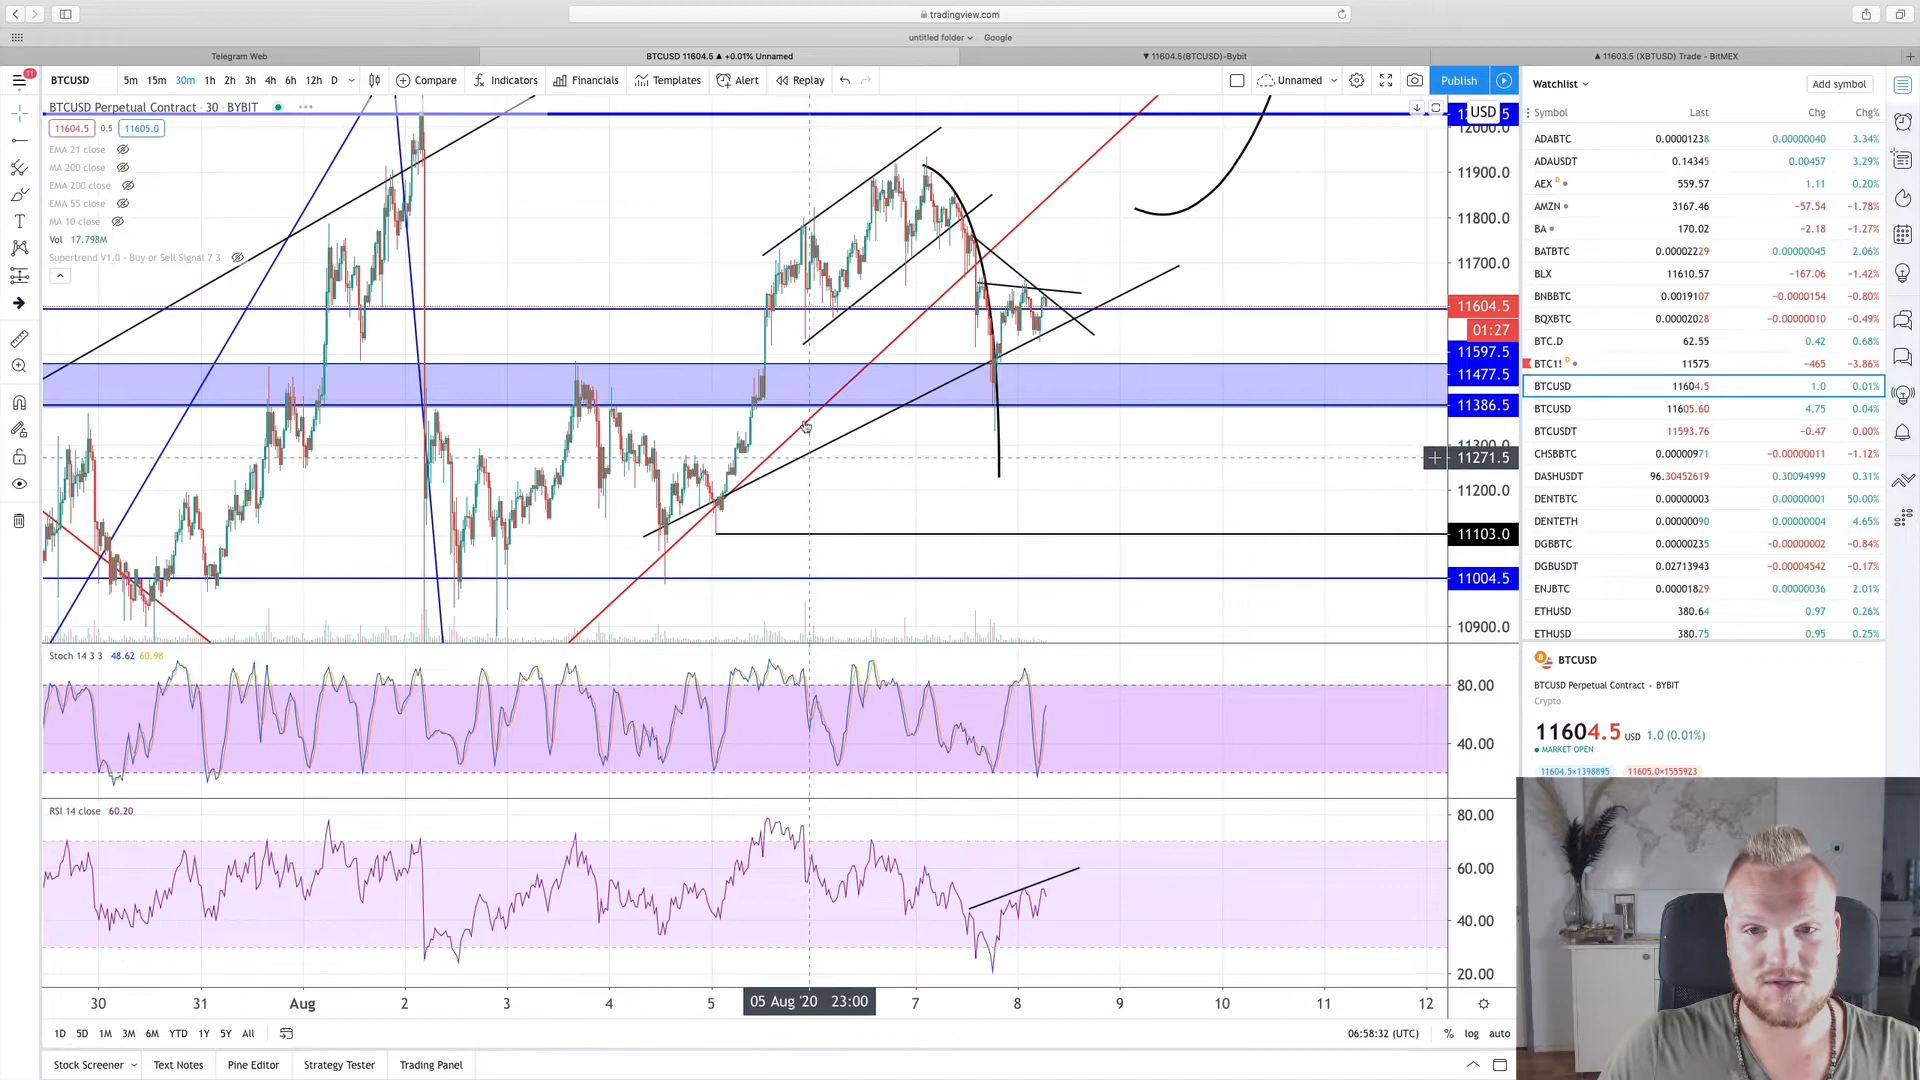 tradingview.com
untitled folder
Google
Telegram Web
BTCUSD 11604.5 ▲ +0.01% Unnamed
▼ 11604.5(BTCUSD)-Bybit
▲ 11603.5 (XBTUSD) Trade - BitMEX
11
BTCUSD 5m 15m 30m 1h 2h 3h 4h 6h 12h D Compare Indicators Financials Templates Alert Replay Unnamed Publish
BTCUSD Perpetual Contract · 30 · BYBIT
11604.5 0.5 11605.0
EMA 21 close
MA 200 close
EMA 200 close
EMA 55 close
MA 10 close
Vol 17.798M
Supertrend V1.0 - Buy or Sell Signal 7 3
USD
12000.0
11900.0
11800.0
11700.0
11604.5
01:27
11597.5
11477.5
11386.5
11300.0
11271.5
11200.0
11103.0
11004.5
10900.0
Stoch 14 3 3 48.62 60.98
80.00
40.00
RSI 14 close 60.20
80.00
60.00
40.00
20.00
30 31 Aug 2 3 4 5 05 Aug '20 23:00 7 8 9 10 11 12
1D 5D 1M 3M 6M YTD 1Y 5Y All
06:58:32 (UTC) % log auto
Stock Screener Text Notes Pine Editor Strategy Tester Trading Panel
Watchlist Add symbol
Symbol Last Chg Chg%
ADABTC 0.00001238 0.00000040 3.34%
ADAUSDT 0.14345 0.00457 3.29%
AEX D 559.57 1.11 0.20%
AMZN 3167.46 −57.54 −1.78%
BA 170.02 −2.18 −1.27%
BATBTC 0.00002229 0.00000045 2.06%
BLX 11610.57 −167.06 −1.42%
BNBBTC 0.0019107 −0.0000154 −0.80%
BQXBTC 0.00002028 −0.00000010 −0.49%
BTC.D 62.55 0.42 0.68%
BTC1! D 11575 −465 −3.86%
BTCUSD 11604.5 1.0 0.01%
BTCUSD 11605.60 4.75 0.04%
BTCUSDT 11593.76 −0.47 0.00%
CHSBBTC 0.00000971 −0.00000011 −1.12%
DASHUSDT 96.30454619 0.30094999 0.31%
DENTBTC 0.00000003 0.00000001 50.00%
DENTETH 0.00000090 0.00000004 4.65%
DGBBTC 0.00000235 −0.00000002 −0.84%
DGBUSDT 0.02713943 −0.00004542 −0.17%
ENJBTC 0.00001829 0.00000036 2.01%
ETHUSD 380.64 0.97 0.26%
ETHUSD 380.75 0.95 0.25%
BTCUSD
BTCUSD Perpetual Contract • BYBIT
Crypto
11604.5 USD 1.0 (0.01%)
MARKET OPEN
11604.5×1398895 11605.0×1555923